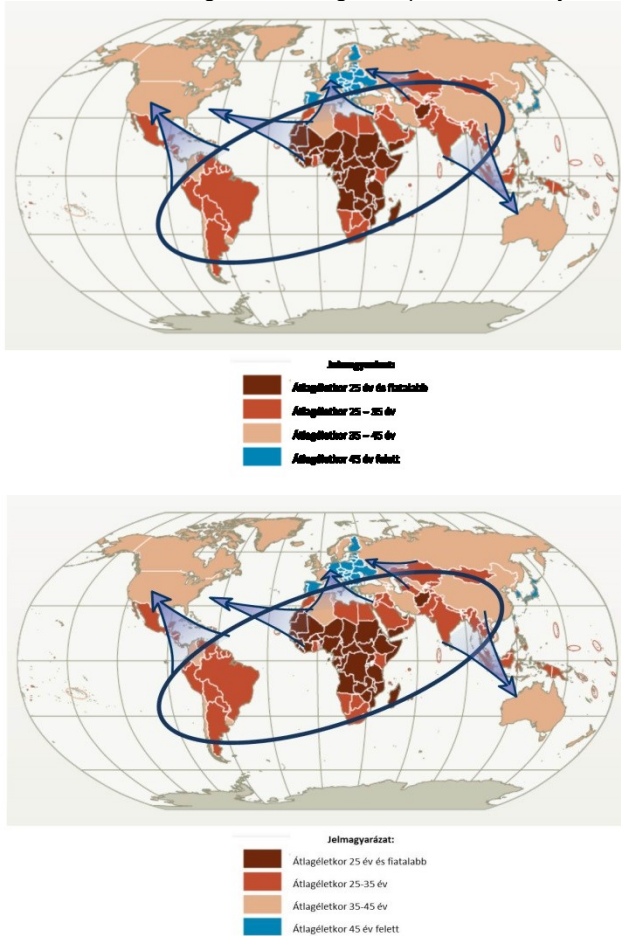 Jelmagyarázat:
Átlagéletkor 25 év és fiatalabb
Átlagéletkor 25 – 35 év
Átlagéletkor 35 – 45 év
Átlagéletkor 45 év felett
Jelmagyarázat:
Átlagéletkor 25 év és fiatalabb
Átlagéletkor 25-35 év
Átlagéletkor 35-45 év
Átlagéletkor 45 év felett